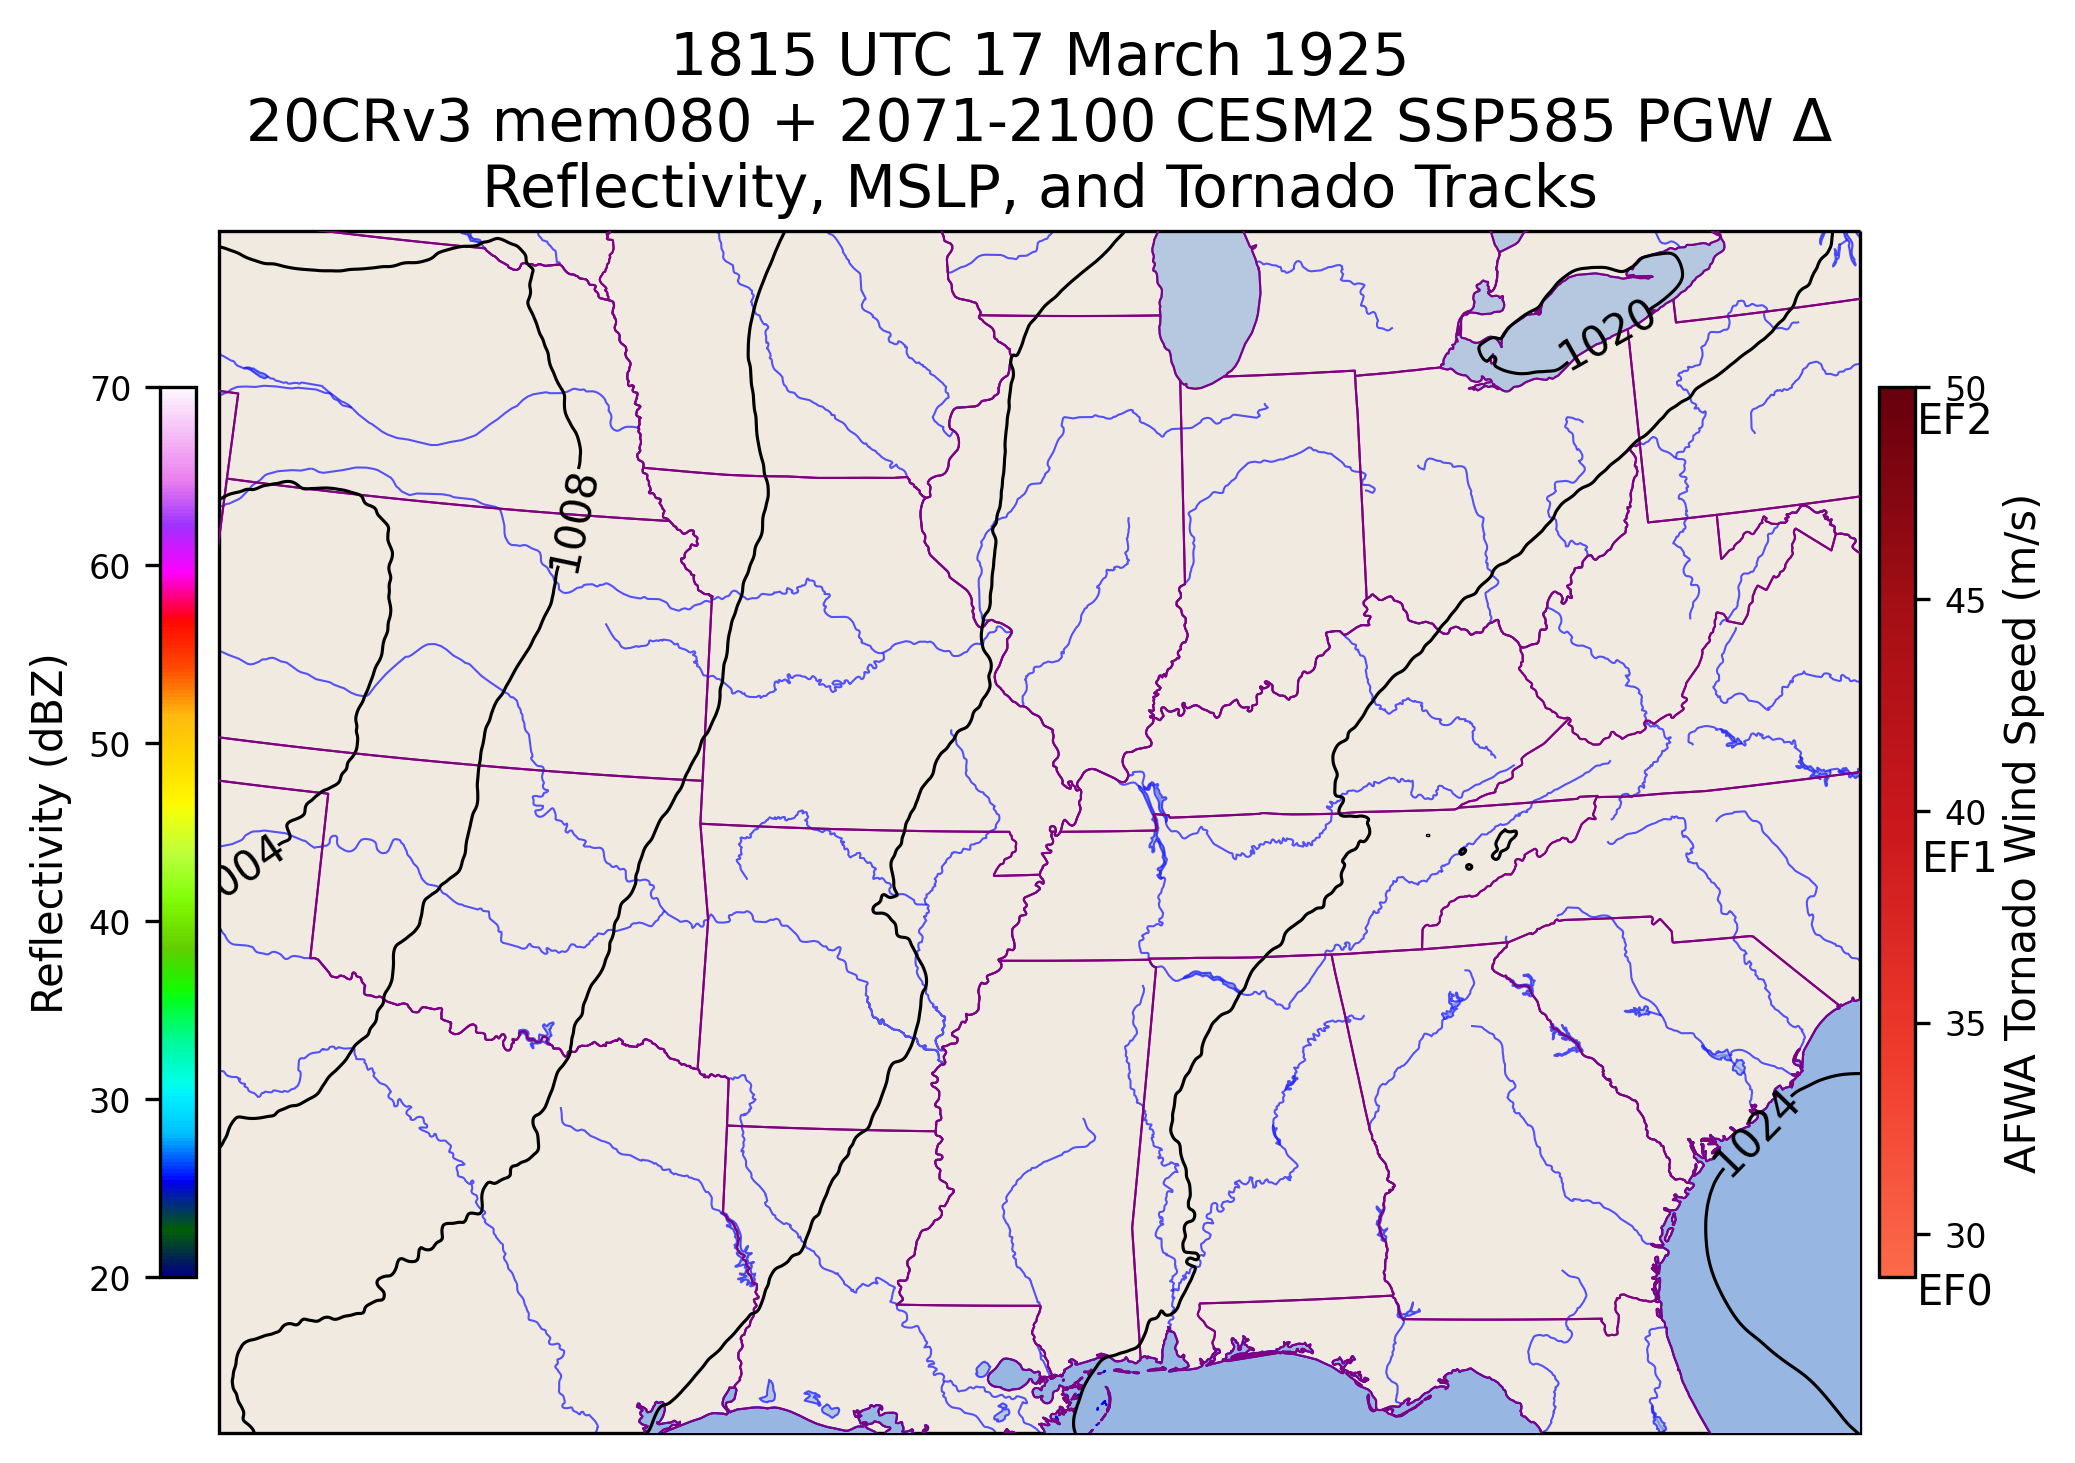 1815 UTC 17 March 1925
20CRv3 mem080 + 2071-2100 CESM2 SSP585 PGW Δ
Reflectivity, MSLP, and Tornado Tracks
Reflectivity (dBZ)
70
60
50
40
30
20
1020
1008
004
1024
50
EF2
45
40
EF1
35
30
EF0
AFWA Tornado Wind Speed (m/s)